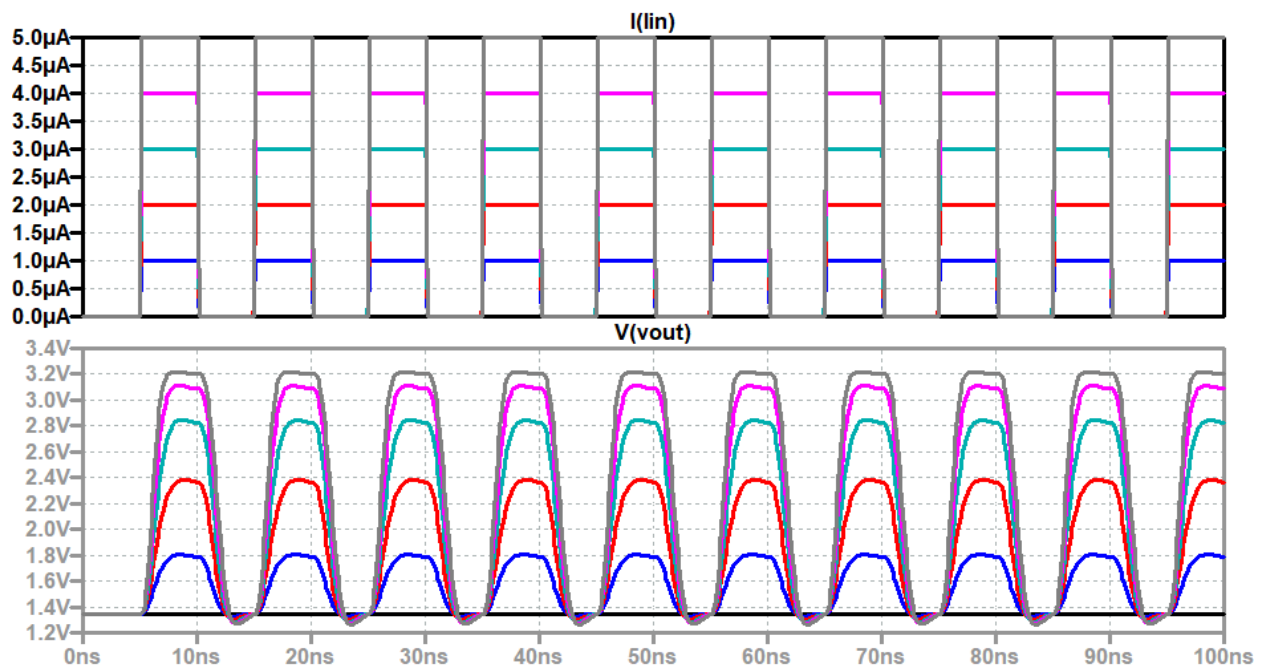 I(Iin)
5.0µA
4.5µA
4.0µA
3.5µA
3.0µA
2.5µA
2.0µA
1.5µA
1.0µA
0.5µA
0.0µA
V(vout)
3.4V
3.2V
3.0V
2.8V
2.6V
2.4V
2.2V
2.0V
1.8V
1.6V
1.4V
1.2V
0ns 10ns 20ns 30ns 40ns 50ns 60ns 70ns 80ns 90ns 100ns